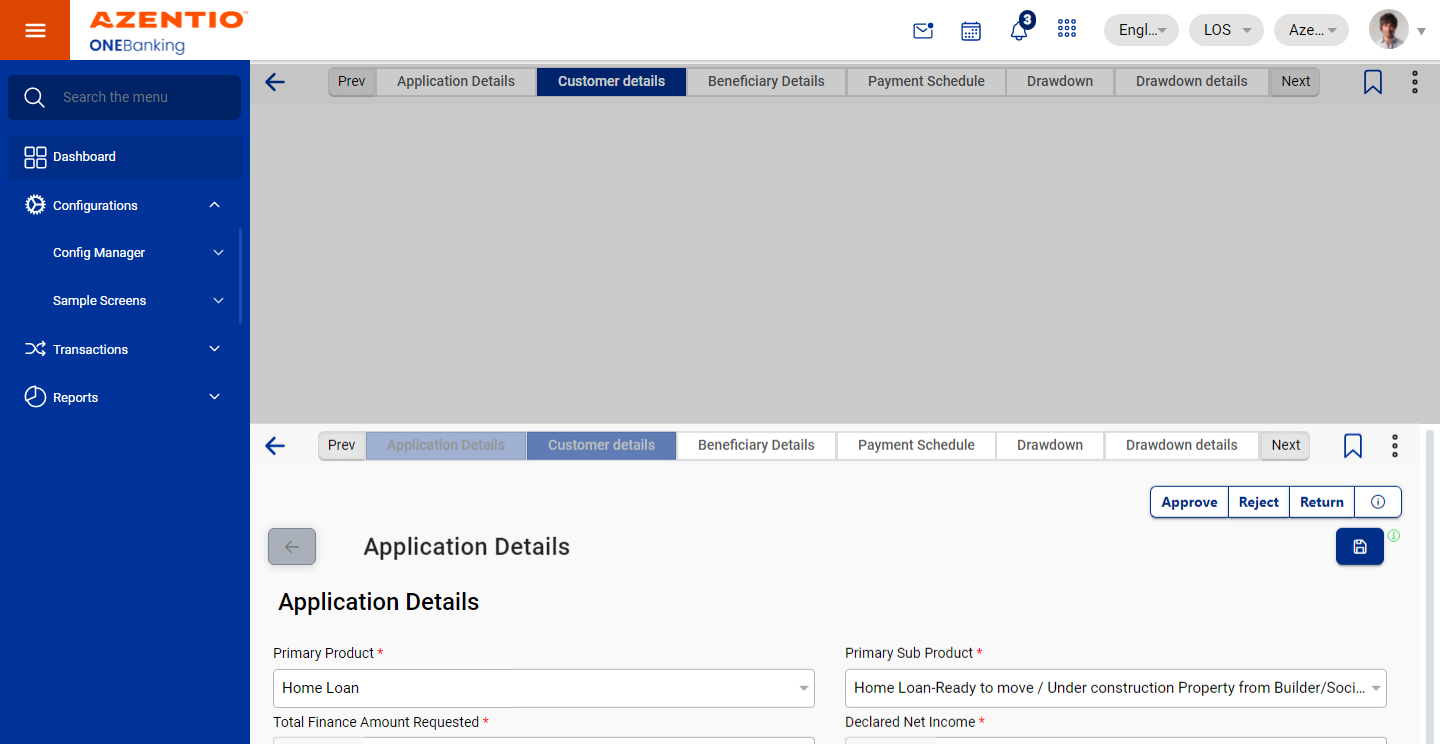 AZENTIO™
ONEBanking
3
Engl...
LOS
Aze...
Search the menu
Dashboard
Configurations
Config Manager
Sample Screens
Transactions
Reports
Prev Application Details Customer details Beneficiary Details Payment Schedule Drawdown Drawdown details Next
Prev Application Details Customer details Beneficiary Details Payment Schedule Drawdown Drawdown details Next
Approve Reject Return
Application Details
Application Details
Primary Product * Primary Sub Product *
Home Loan Home Loan-Ready to move / Under construction Property from Builder/Soci...
Total Finance Amount Requested * Declared Net Income *